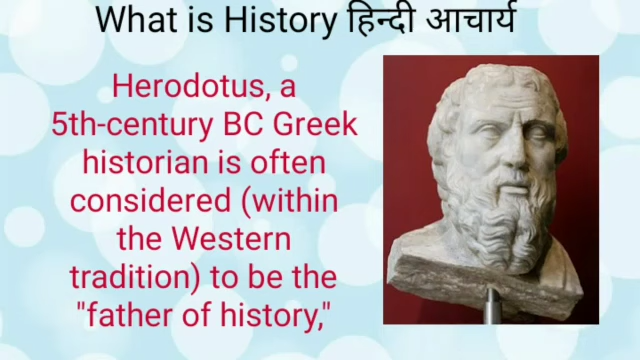 What is History हिन्दी आचार्य
Herodotus, a
5th-century BC Greek
historian is often
considered (within
the Western
tradition) to be the
"father of history,"